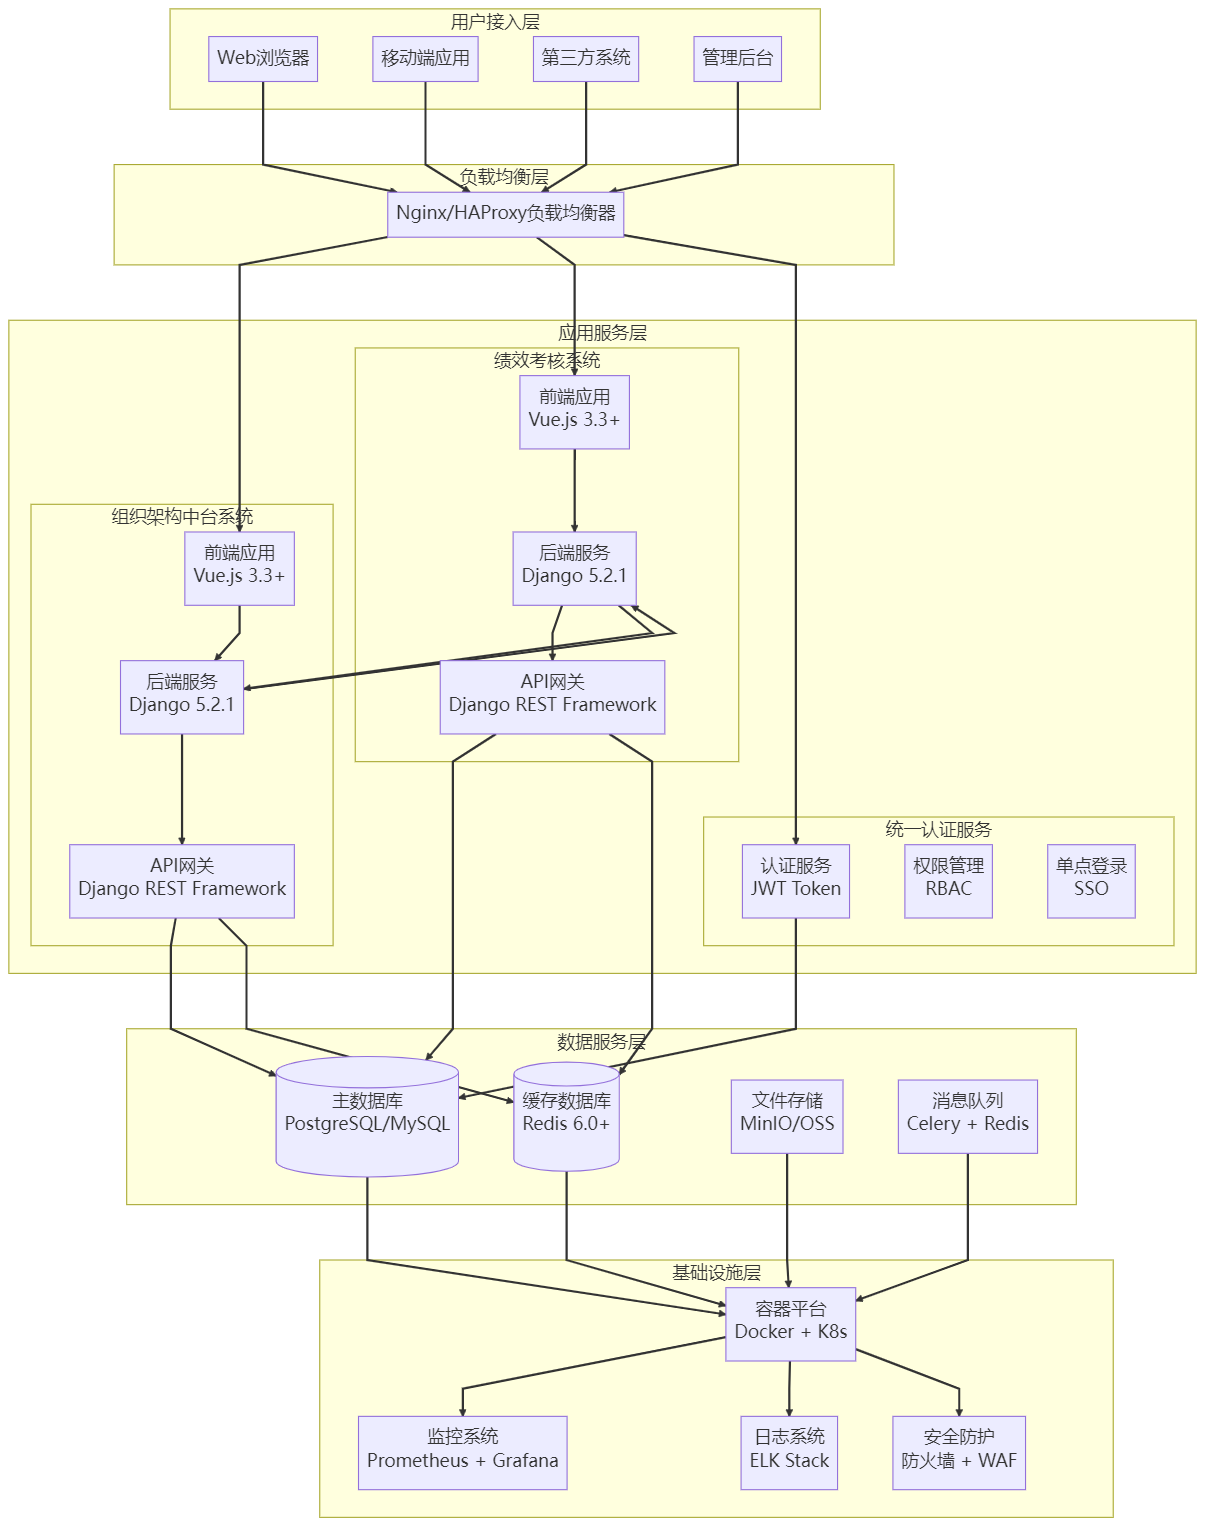 用户接入层
Web浏览器
移动端应用
第三方系统
管理后台
负载均衡层
Nginx/HAProxy负载均衡器
应用服务层
绩效考核系统
前端应用
Vue.js 3.3+
后端服务
Django 5.2.1
API网关
Django REST Framework
组织架构中台系统
前端应用
Vue.js 3.3+
后端服务
Django 5.2.1
API网关
Django REST Framework
统一认证服务
认证服务
JWT Token
权限管理
RBAC
单点登录
SSO
数据服务层
主数据库
PostgreSQL/MySQL
缓存数据库
Redis 6.0+
文件存储
MinIO/OSS
消息队列
Celery + Redis
基础设施层
容器平台
Docker + K8s
监控系统
Prometheus + Grafana
日志系统
ELK Stack
安全防护
防火墙 + WAF